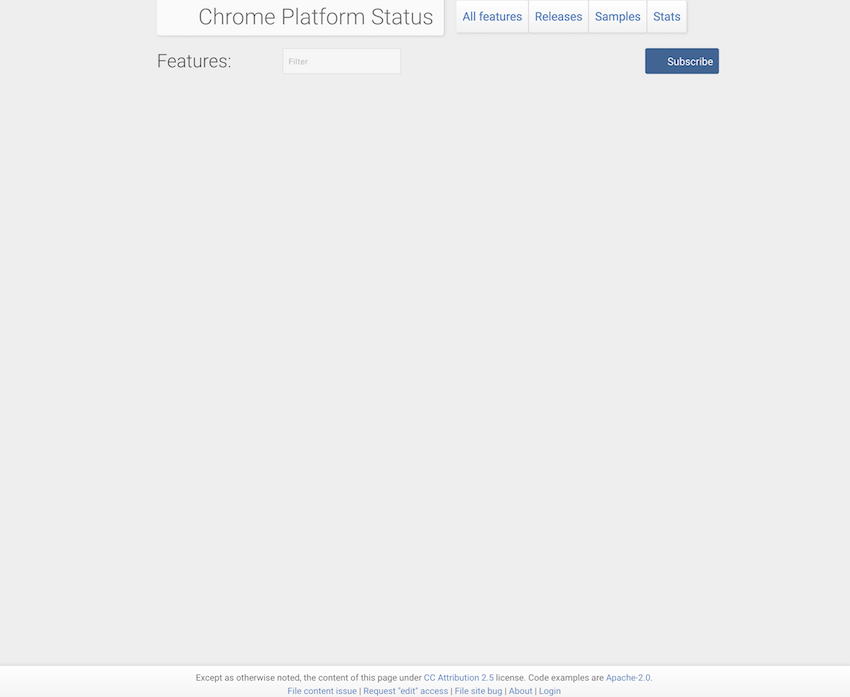 Chrome Platform Status
All features Releases Samples Stats
Features: Filter Subscribe
Except as otherwise noted, the content of this page under CC Attribution 2.5 license. Code examples are Apache-2.0.
File content issue | Request "edit" access | File site bug | About | Login